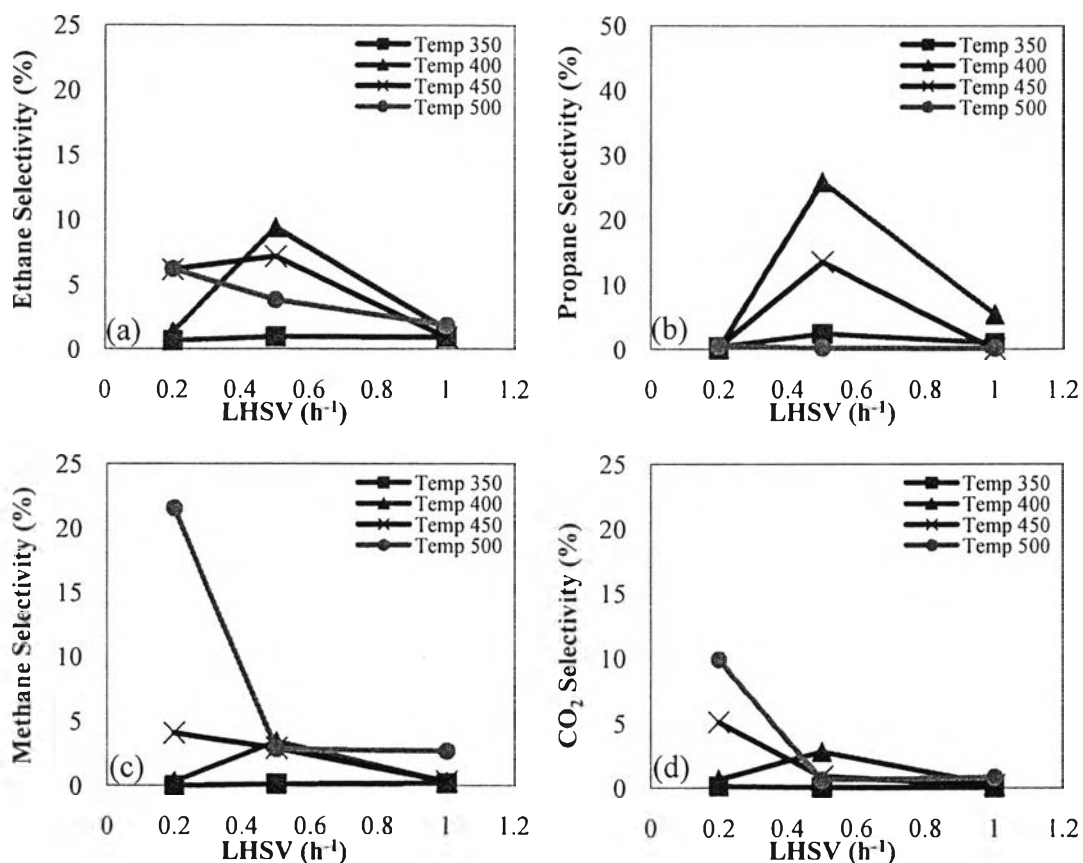 Ethane Selectivity (%)
25
20
15
10
5
0
Temp 350
Temp 400
Temp 450
Temp 500
(a)
0 0.2 0.4 0.6 0.8 1 1.2
LHSV (h⁻¹)
Propane Selectivity (%)
50
40
30
20
10
0
Temp 350
Temp 400
Temp 450
Temp 500
(b)
0 0.2 0.4 0.6 0.8 1 1.2
LHSV (h⁻¹)
Methane Selectivity (%)
25
20
15
10
5
0
Temp 350
Temp 400
Temp 450
Temp 500
(c)
0 0.2 0.4 0.6 0.8 1 1.2
LHSV (h⁻¹)
CO₂ Selectivity (%)
25
20
15
10
5
0
Temp 350
Temp 400
Temp 450
Temp 500
(d)
0 0.2 0.4 0.6 0.8 1 1.2
LHSV (h⁻¹)